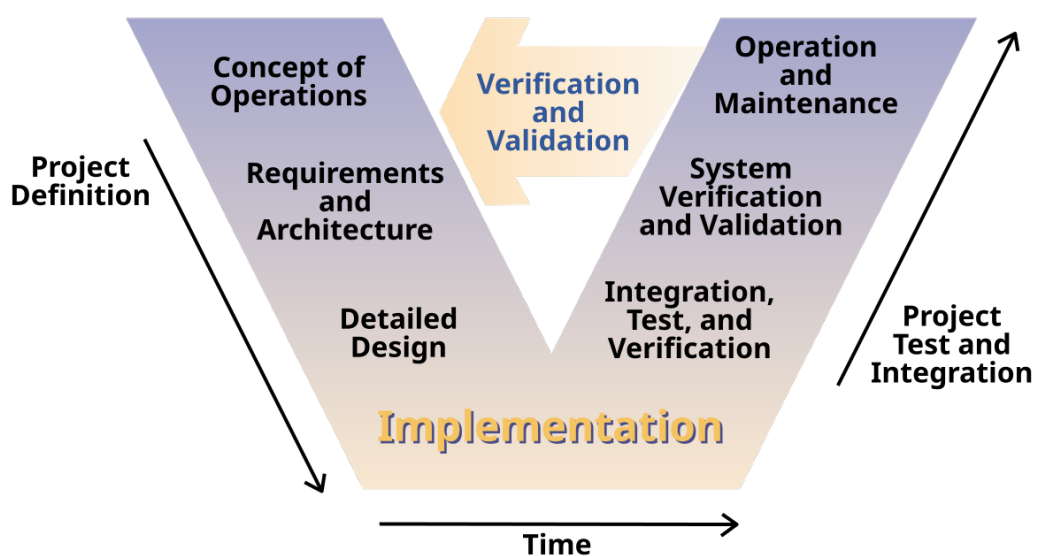 Concept of
Operations
Verification
and
Validation
Operation
and
Maintenance
Project
Definition
Requirements
and
Architecture
System
Verification
and Validation
Detailed
Design
Integration,
Test, and
Verification
Project
Test and
Integration
Implementation
Time